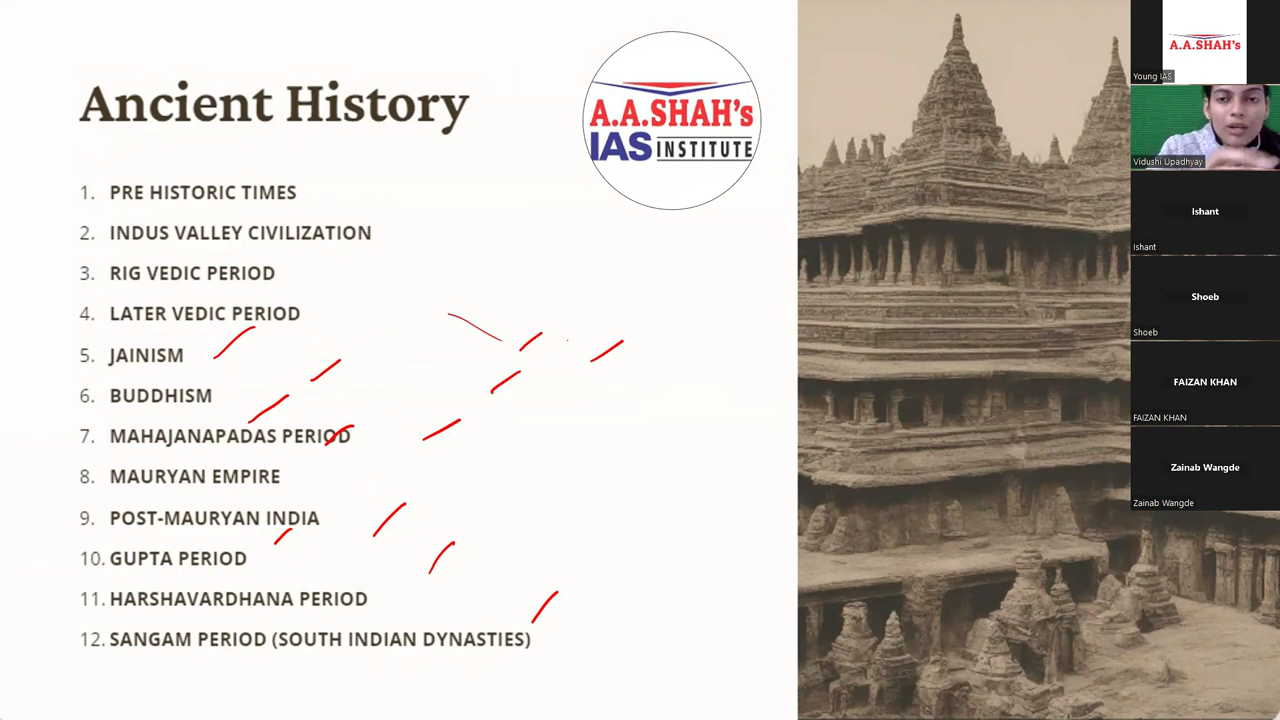 Ancient History
A.A.SHAH's
IAS INSTITUTE
1. PRE HISTORIC TIMES
2. INDUS VALLEY CIVILIZATION
3. RIG VEDIC PERIOD
4. LATER VEDIC PERIOD
5. JAINISM
6. BUDDHISM
7. MAHAJANAPADAS PERIOD
8. MAURYAN EMPIRE
9. POST-MAURYAN INDIA
10. GUPTA PERIOD
11. HARSHAVARDHANA PERIOD
12. SANGAM PERIOD (SOUTH INDIAN DYNASTIES)
A.A.SHAH's
Young IAS
Vidushi Upadhyay
Ishant
Ishant
Shoeb
Shoeb
FAIZAN KHAN
FAIZAN KHAN
Zainab Wangde
Zainab Wangde